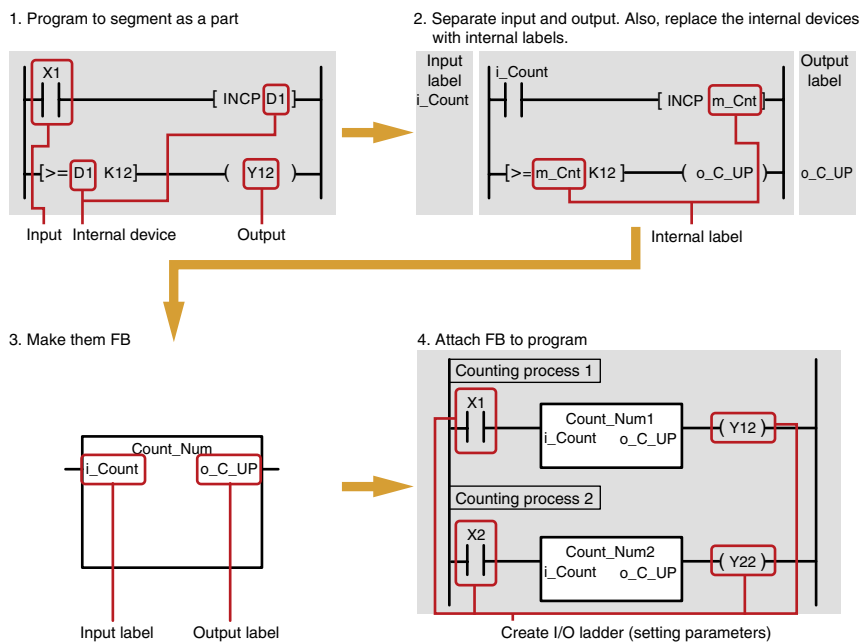 1. Program to segment as a part
X1
[ INCP D1 ]
[>= D1 K12]
( Y12 )
Input
Internal device
Output
2. Separate input and output. Also, replace the internal devices
with internal labels.
Input
label
i_Count
i_Count
[ INCP m_Cnt ]
[>= m_Cnt K12 ]
( o_C_UP )
Output
label
o_C_UP
Internal label
3. Make them FB
Count_Num
i_Count
o_C_UP
Input label
Output label
4. Attach FB to program
Counting process 1
X1
Count_Num1
i_Count o_C_UP
( Y12 )
Counting process 2
X2
Count_Num2
i_Count o_C_UP
( Y22 )
Create I/O ladder (setting parameters)